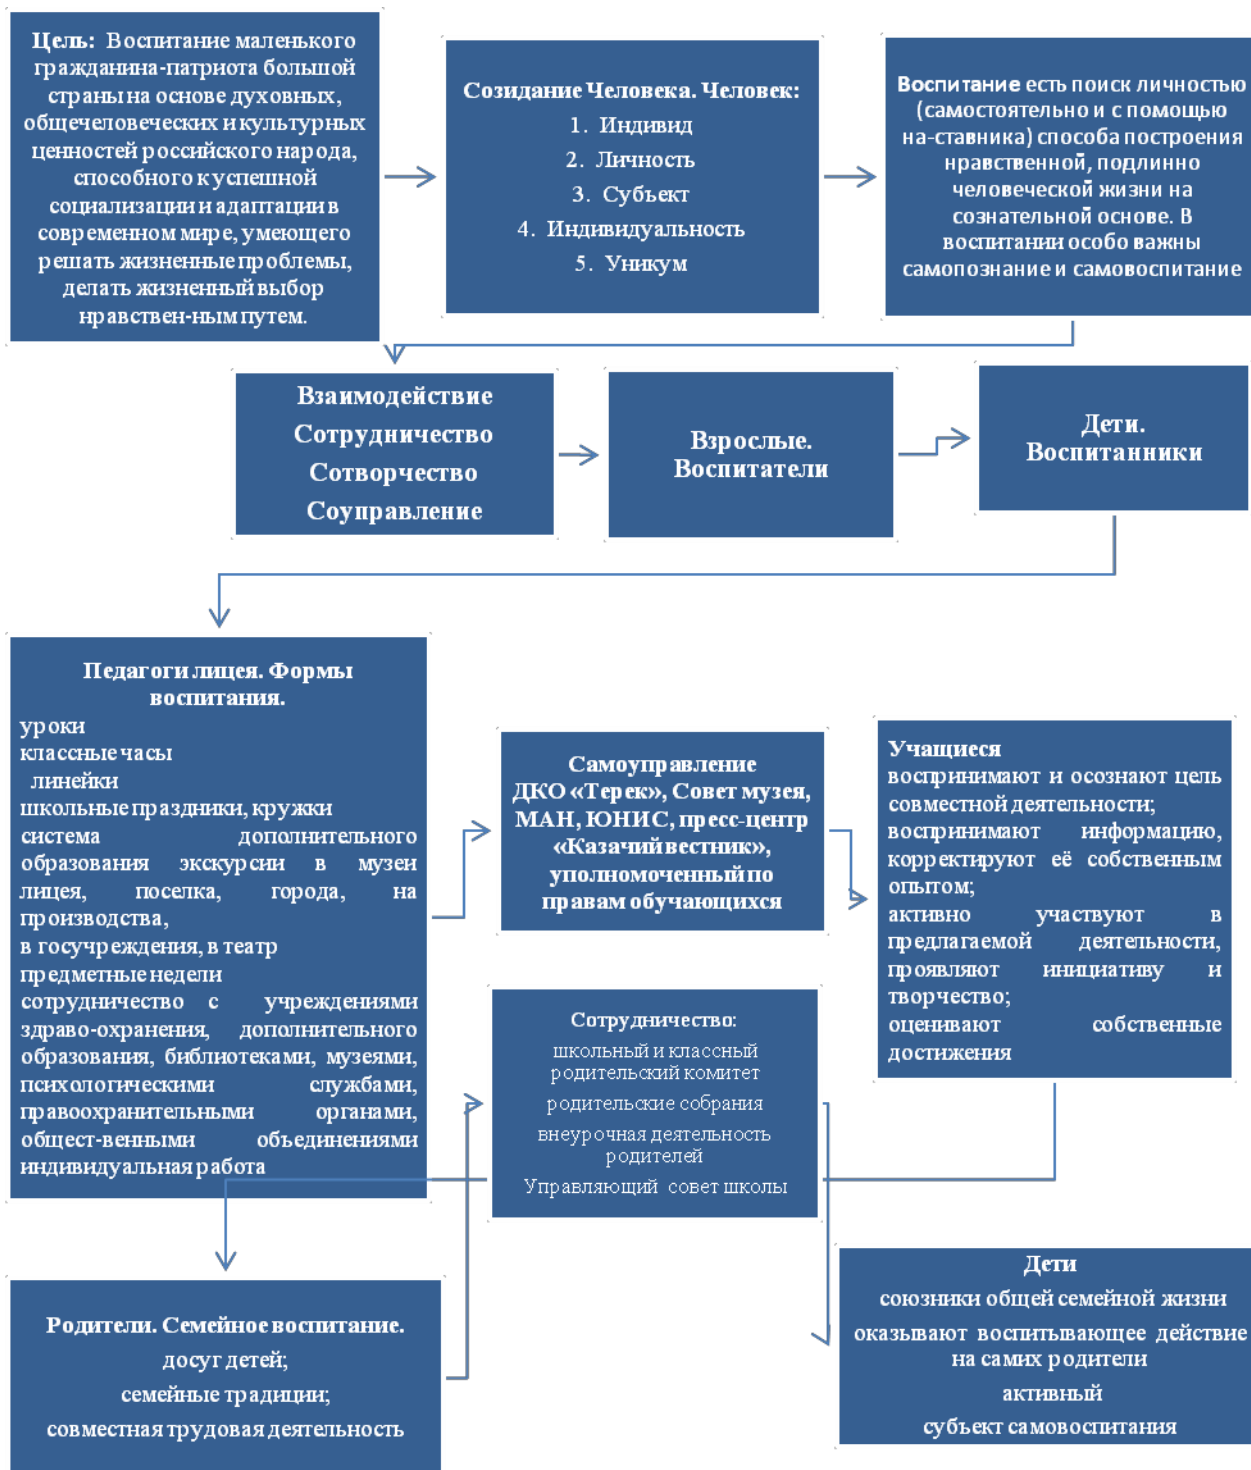 Цель: Воспитание маленького
гражданина-патриота большой
страны на основе духовных,
общечеловеческих и культурных
ценностей российского народа,
способного к успешной
социализации и адаптации в
современном мире, умеющего
решать жизненные проблемы,
делать жизненный выбор
нравствен-ным путем.
Созидание Человека. Человек:
1. Индивид
2. Личность
3. Субъект
4. Индивидуальность
5. Уникум
Воспитание есть поиск личностью
(самостоятельно и с помощью
на-ставника) способа построения
нравственной, подлинно
человеческой жизни на
сознательной основе. В
воспитании особо важны
самопознание и самовоспитание
Взаимодействие
Сотрудничество
Сотворчество
Соуправление
Взрослые.
Воспитатели
Дети.
Воспитанники
Педагоги лицея. Формы
воспитания.
уроки
классные часы
линейки
школьные праздники, кружки
система дополнительного
образования экскурсии в музеи
лицея, поселка, города, на
производства,
в госучреждения, в театр
предметные недели
сотрудничество с учреждениями
здраво-охранения, дополнительного
образования, библиотеками, музеями,
психологическими службами,
правоохранительными органами,
общест-венными объединениями
индивидуальная работа
Самоуправление
ДКО «Терек», Совет музея,
МАН, ЮНИС, пресс-центр
«Казачий вестник»,
уполномоченный по
правам обучающихся
Учащиеся
воспринимают и осознают цель
совместной деятельности;
воспринимают информацию,
корректируют её собственным
опытом;
активно участвуют в
предлагаемой деятельности,
проявляют инициативу и
творчество;
оценивают собственные
достижения
Сотрудничество:
школьный и классный
родительский комитет
родительские собрания
внеурочная деятельность
родителей
Управляющий совет школы
Родители. Семейное воспитание.
досуг детей;
семейные традиции;
совместная трудовая деятельность
Дети
союзники общей семейной жизни
оказывают воспитывающее действие
на самих родители
активный
субъект самовоспитания